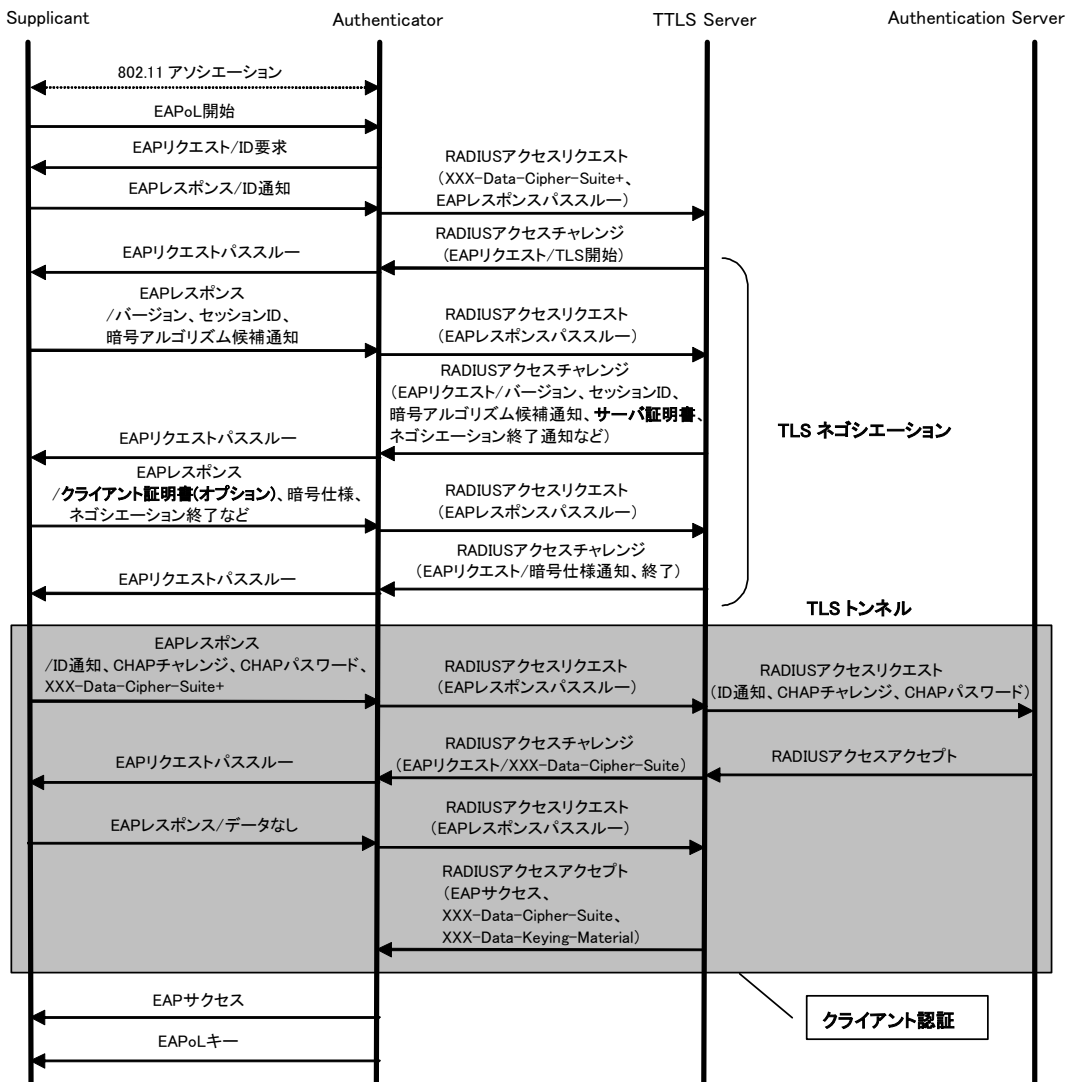 Supplicant
Authenticator
TTLS Server
Authentication Server
802.11 アソシエーション
EAPoL開始
EAPリクエスト/ID要求
EAPレスポンス/ID通知
RADIUSアクセスリクエスト
(XXX-Data-Cipher-Suite+、
EAPレスポンスパススルー)
RADIUSアクセスチャレンジ
(EAPリクエスト/TLS開始)
EAPリクエストパススルー
EAPレスポンス
/バージョン、セッションID、
暗号アルゴリズム候補通知
RADIUSアクセスリクエスト
(EAPレスポンスパススルー)
RADIUSアクセスチャレンジ
(EAPリクエスト/バージョン、セッションID、
暗号アルゴリズム候補通知、サーバ証明書、
ネゴシエーション終了通知など)
EAPリクエストパススルー
TLS ネゴシエーション
EAPレスポンス
/クライアント証明書(オプション)、暗号仕様、
ネゴシエーション終了など
RADIUSアクセスリクエスト
(EAPレスポンスパススルー)
RADIUSアクセスチャレンジ
(EAPリクエスト/暗号仕様通知、終了)
EAPリクエストパススルー
TLS トンネル
EAPレスポンス
/ID通知、CHAPチャレンジ、CHAPパスワード、
XXX-Data-Cipher-Suite+
RADIUSアクセスリクエスト
(EAPレスポンスパススルー)
RADIUSアクセスリクエスト
(ID通知、CHAPチャレンジ、CHAPパスワード)
RADIUSアクセスアクセプト
RADIUSアクセスチャレンジ
(EAPリクエスト/XXX-Data-Cipher-Suite)
EAPリクエストパススルー
EAPレスポンス/データなし
RADIUSアクセスリクエスト
(EAPレスポンスパススルー)
RADIUSアクセスアクセプト
(EAPサクセス、
XXX-Data-Cipher-Suite、
XXX-Data-Keying-Material)
EAPサクセス
クライアント認証
EAPoLキー